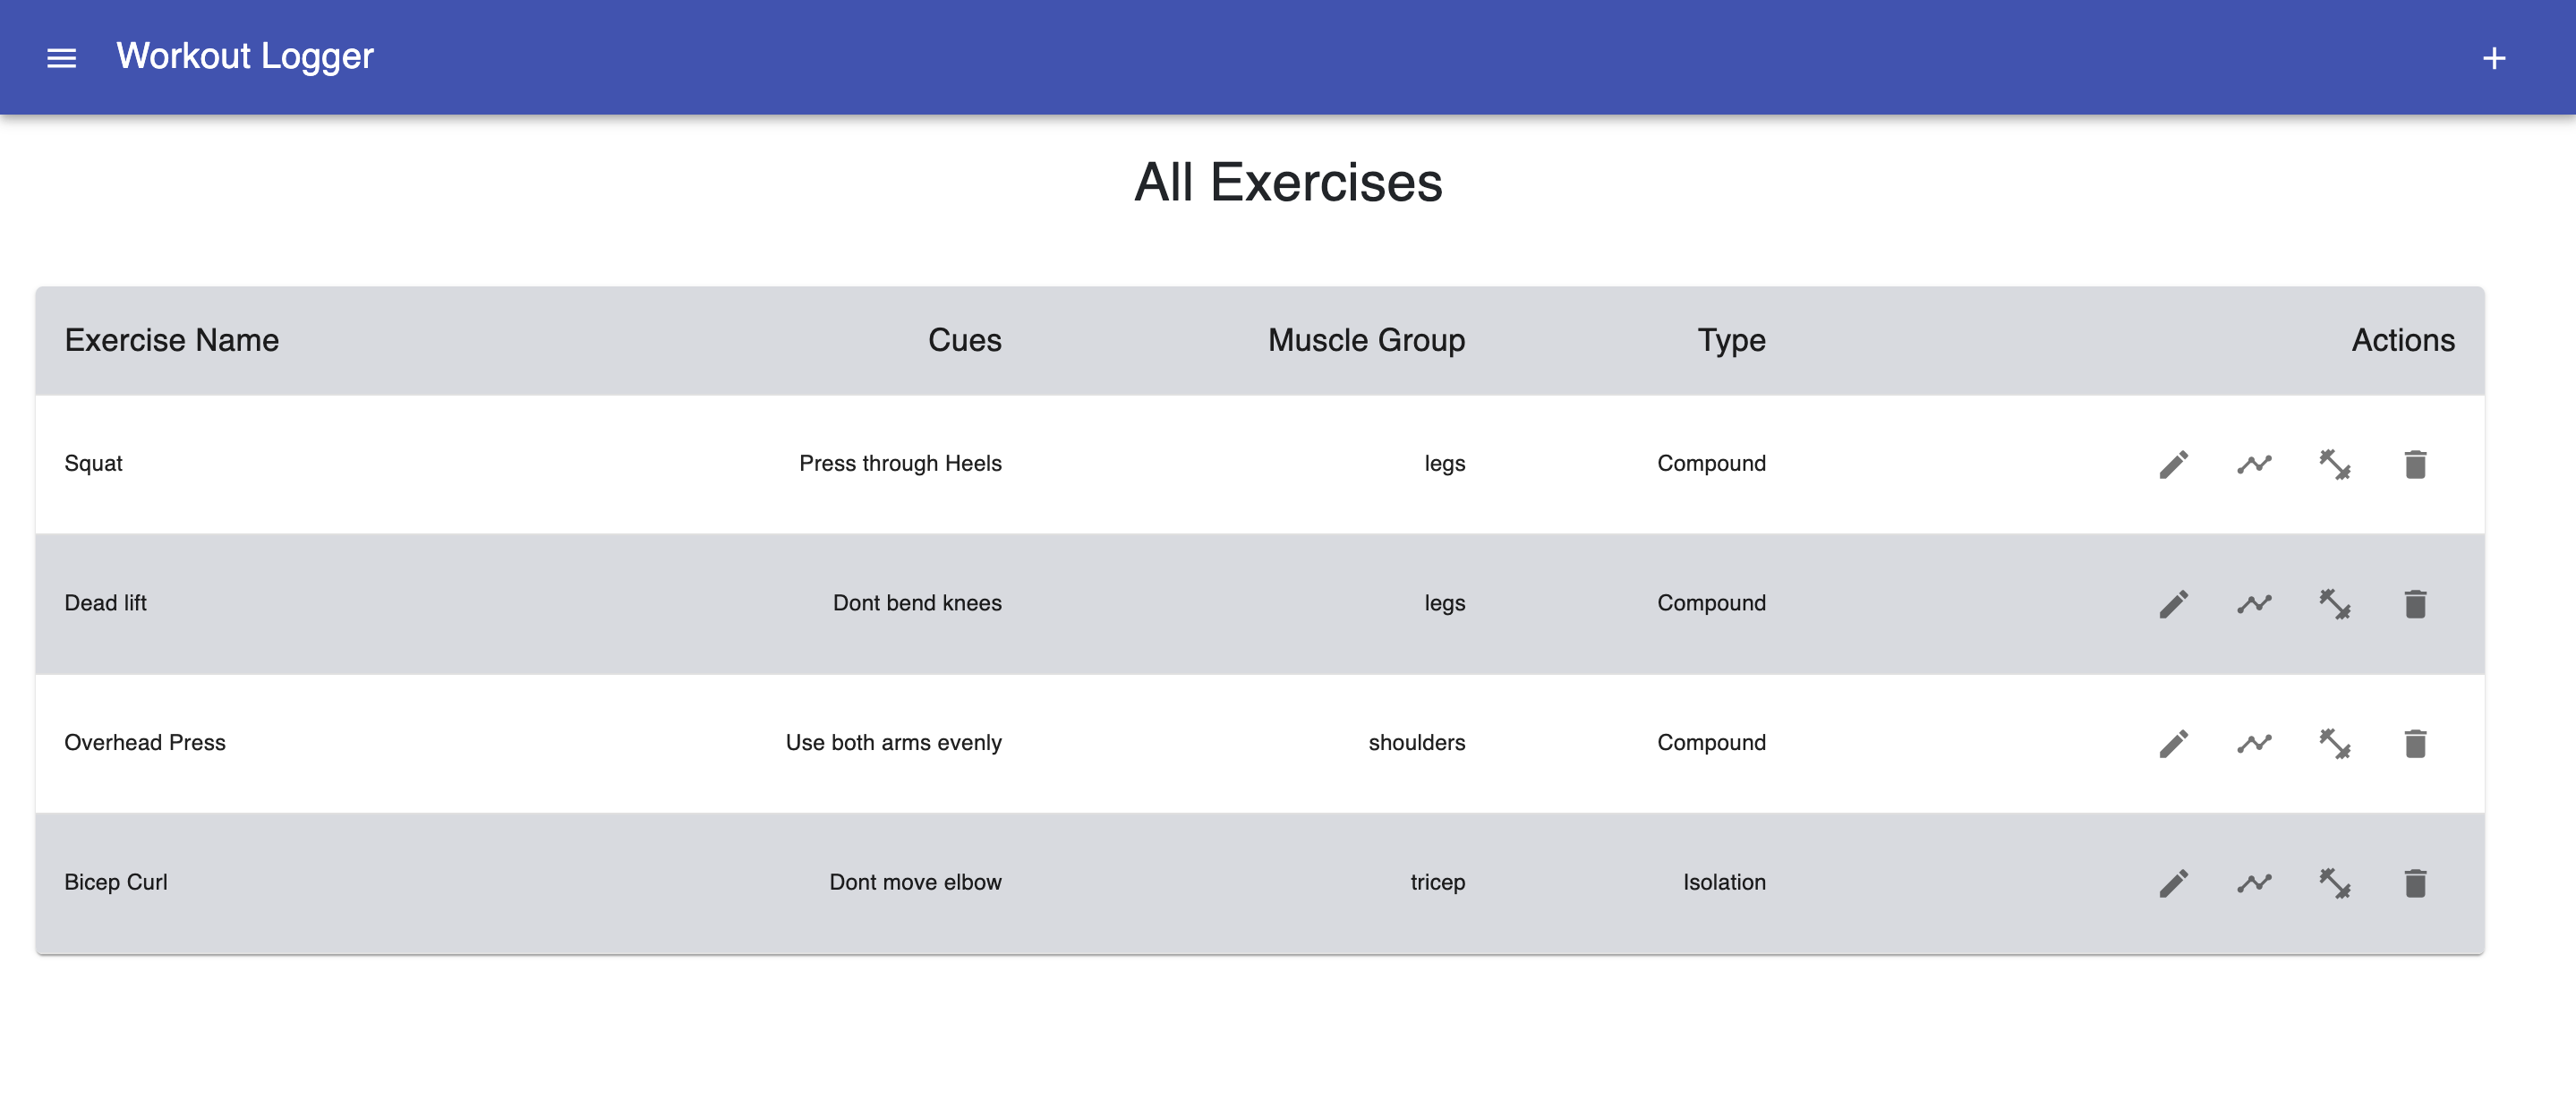 Workout Logger
All Exercises
Exercise Name Cues Muscle Group Type Actions
Squat Press through Heels legs Compound
Dead lift Dont bend knees legs Compound
Overhead Press Use both arms evenly shoulders Compound
Bicep Curl Dont move elbow tricep Isolation